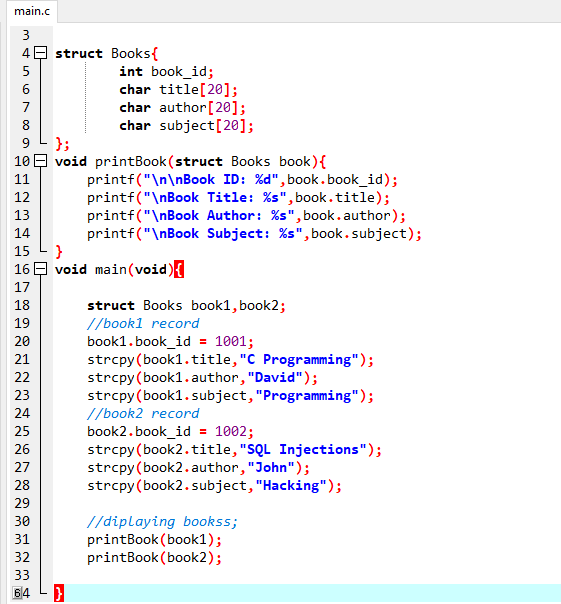 main.c
3
4 struct Books{
5 int book_id;
6 char title[20];
7 char author[20];
8 char subject[20];
9 };
10 void printBook(struct Books book){
11 printf("\n\nBook ID: %d",book.book_id);
12 printf("\nBook Title: %s",book.title);
13 printf("\nBook Author: %s",book.author);
14 printf("\nBook Subject: %s",book.subject);
15 }
16 void main(void){
17
18 struct Books book1,book2;
19 //book1 record
20 book1.book_id = 1001;
21 strcpy(book1.title,"C Programming");
22 strcpy(book1.author,"David");
23 strcpy(book1.subject,"Programming");
24 //book2 record
25 book2.book_id = 1002;
26 strcpy(book2.title,"SQL Injections");
27 strcpy(book2.author,"John");
28 strcpy(book2.subject,"Hacking");
29
30 //diplaying bookss;
31 printBook(book1);
32 printBook(book2);
33
64 }